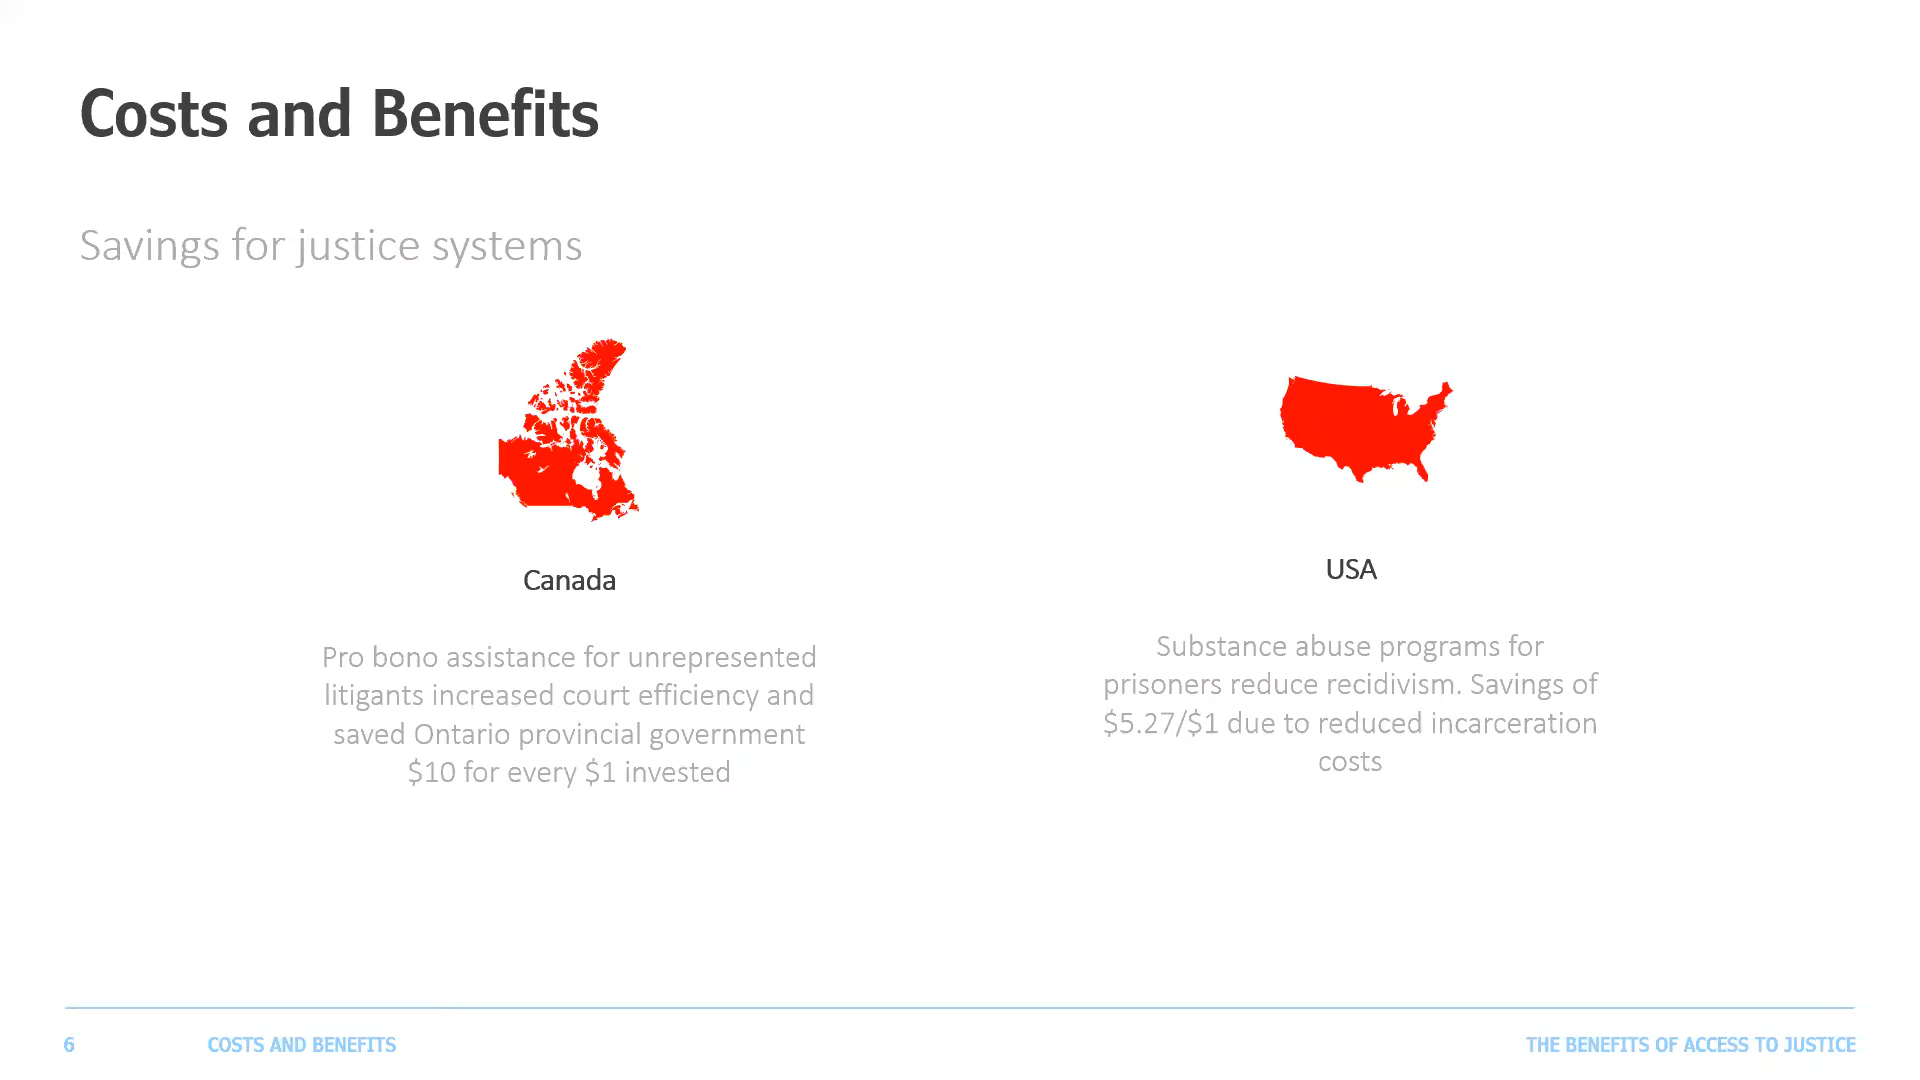 Costs and Benefits
Savings for justice systems
Canada
Pro bono assistance for unrepresented
litigants increased court efficiency and
saved Ontario provincial government
$10 for every $1 invested
USA
Substance abuse programs for
prisoners reduce recidivism. Savings of
$5.27/$1 due to reduced incarceration
costs
6
COSTS AND BENEFITS
THE BENEFITS OF ACCESS TO JUSTICE